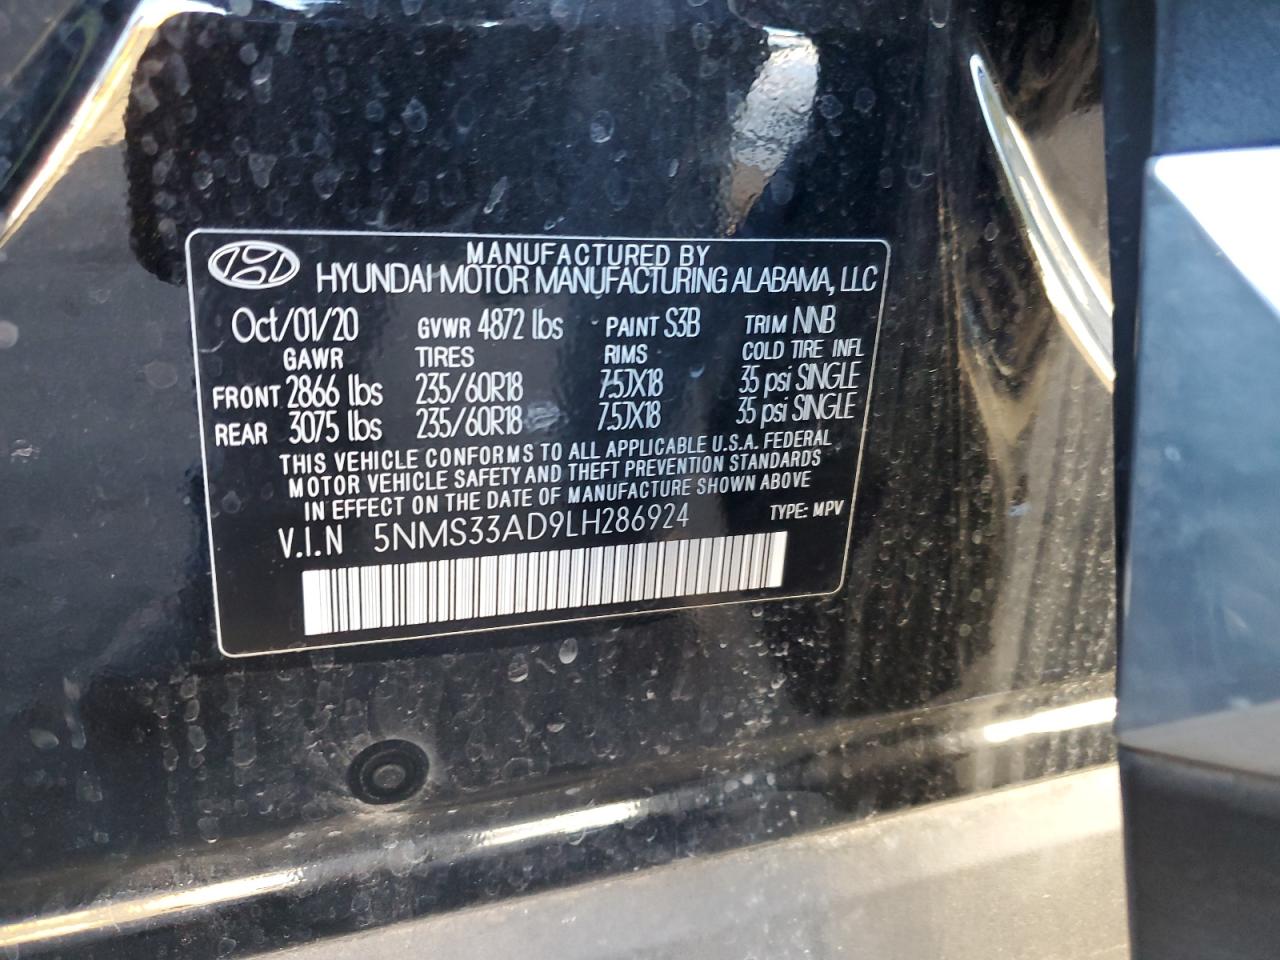 MANUFACTURED BY
HYUNDAI MOTOR MANUFACTURING ALABAMA, LLC
Oct/01/20 GVWR 4872 lbs PAINT S3B TRIM NNB
GAWR TIRES RIMS COLD TIRE INFL
FRONT 2866 lbs 235/60R18 7.5JX18 35 psi SINGLE
REAR 3075 lbs 235/60R18 7.5JX18 35 psi SINGLE
THIS VEHICLE CONFORMS TO ALL APPLICABLE U.S.A. FEDERAL
MOTOR VEHICLE SAFETY AND THEFT PREVENTION STANDARDS
IN EFFECT ON THE DATE OF MANUFACTURE SHOWN ABOVE
V.I.N 5NMS33AD9LH286924 TYPE: MPV